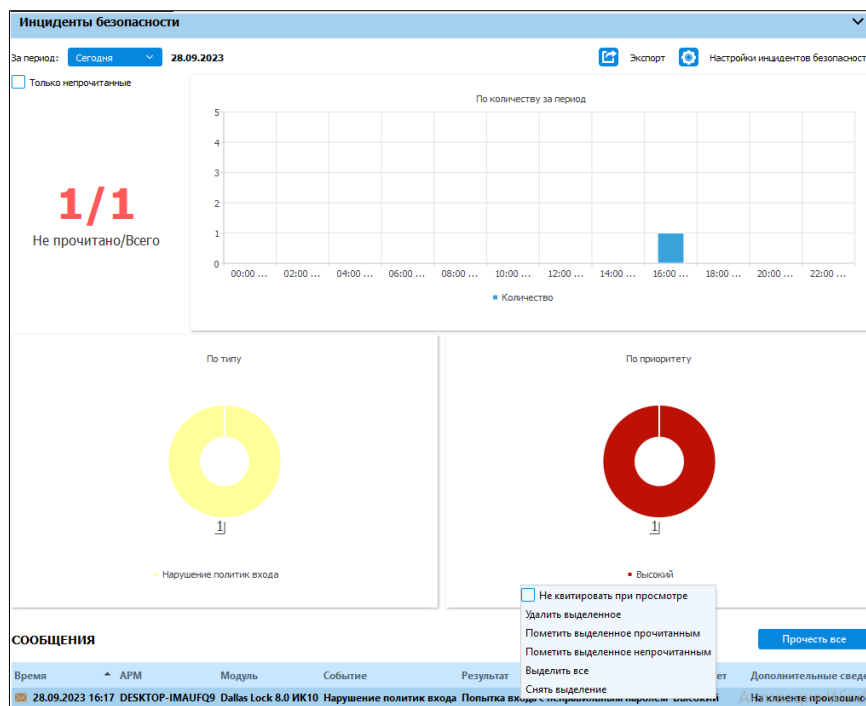 Инциденты безопасности
За период: Сегодня 28.09.2023 Экспорт Настройки инцидентов безопасност
Только непрочитанные
1/1
Не прочитано/Всего
По количеству за период
5
4
3
2
1
0
00:00 ... 02:00 ... 04:00 ... 06:00 ... 08:00 ... 10:00 ... 12:00 ... 14:00 ... 16:00 ... 18:00 ... 20:00 ... 22:00 ...
Количество
По типу
1
Нарушение политик входа
По приоритету
1
Высокий
Не квитировать при просмотре
Удалить выделенное
Пометить выделенное прочитанным
Пометить выделенное непрочитанным
Выделить все
Снять выделение
СООБЩЕНИЯ
Прочесть все
Время АРМ Модуль Событие Результат ет Дополнительные сведе
28.09.2023 16:17 DESKTOP-IMAUFQ9 Dallas Lock 8.0 ИК10 Нарушение политик входа Попытка входа с неправильным паролем Высокий На клиенте произошло